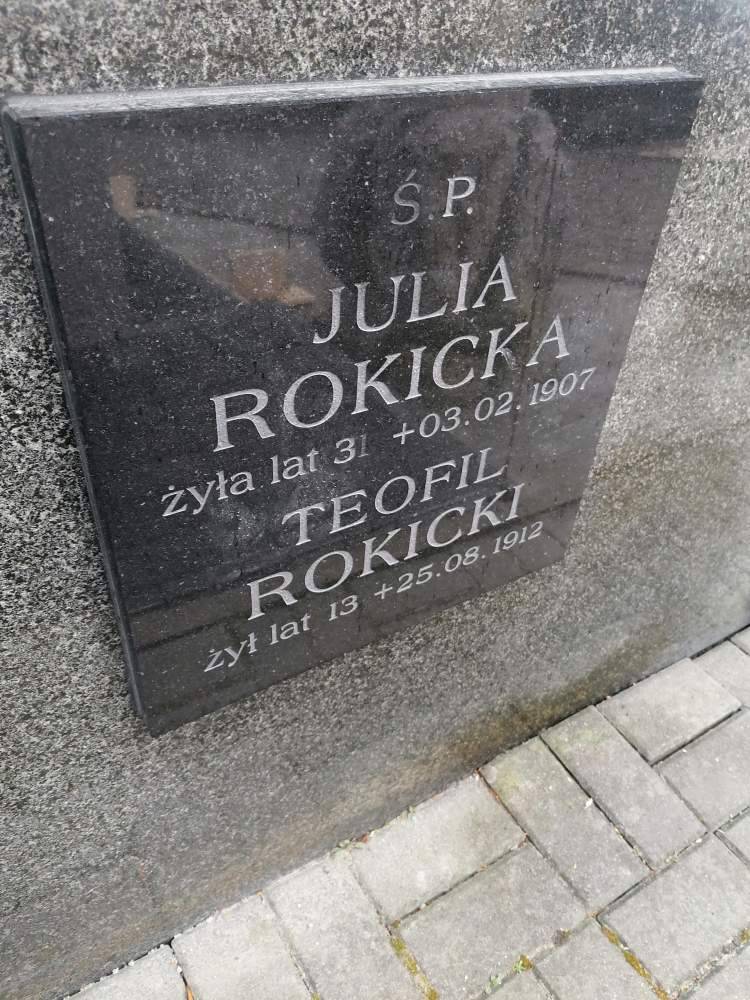 Ś.P.
JULIA
ROKICKA
żyła lat 31 +03.02.1907
TEOFIL
ROKICKI
żył lat 13 +25.08.1912